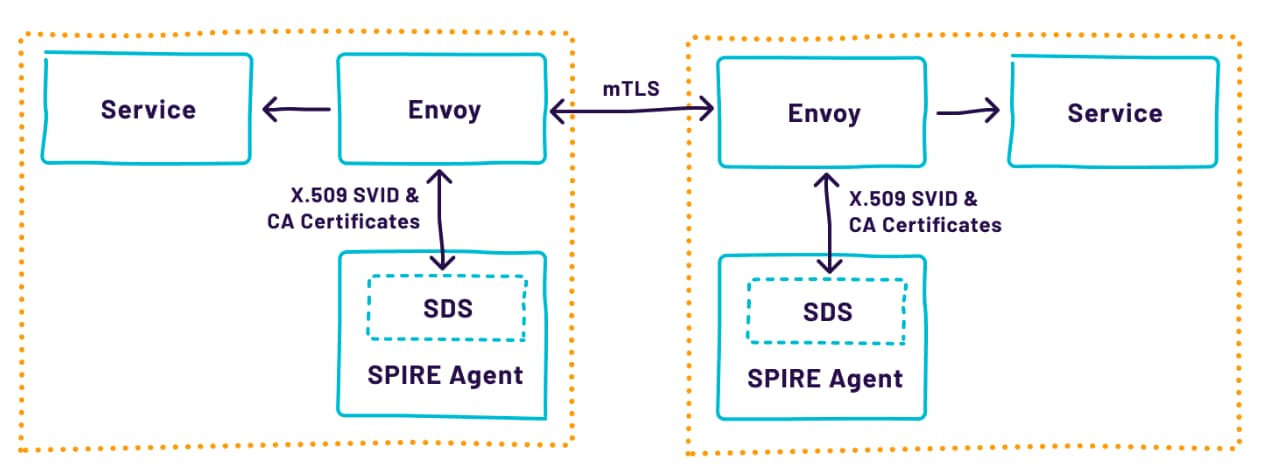 Service
Envoy
mTLS
Envoy
Service
X.509 SVID &
CA Certificates
X.509 SVID &
CA Certificates
SDS
SPIRE Agent
SDS
SPIRE Agent